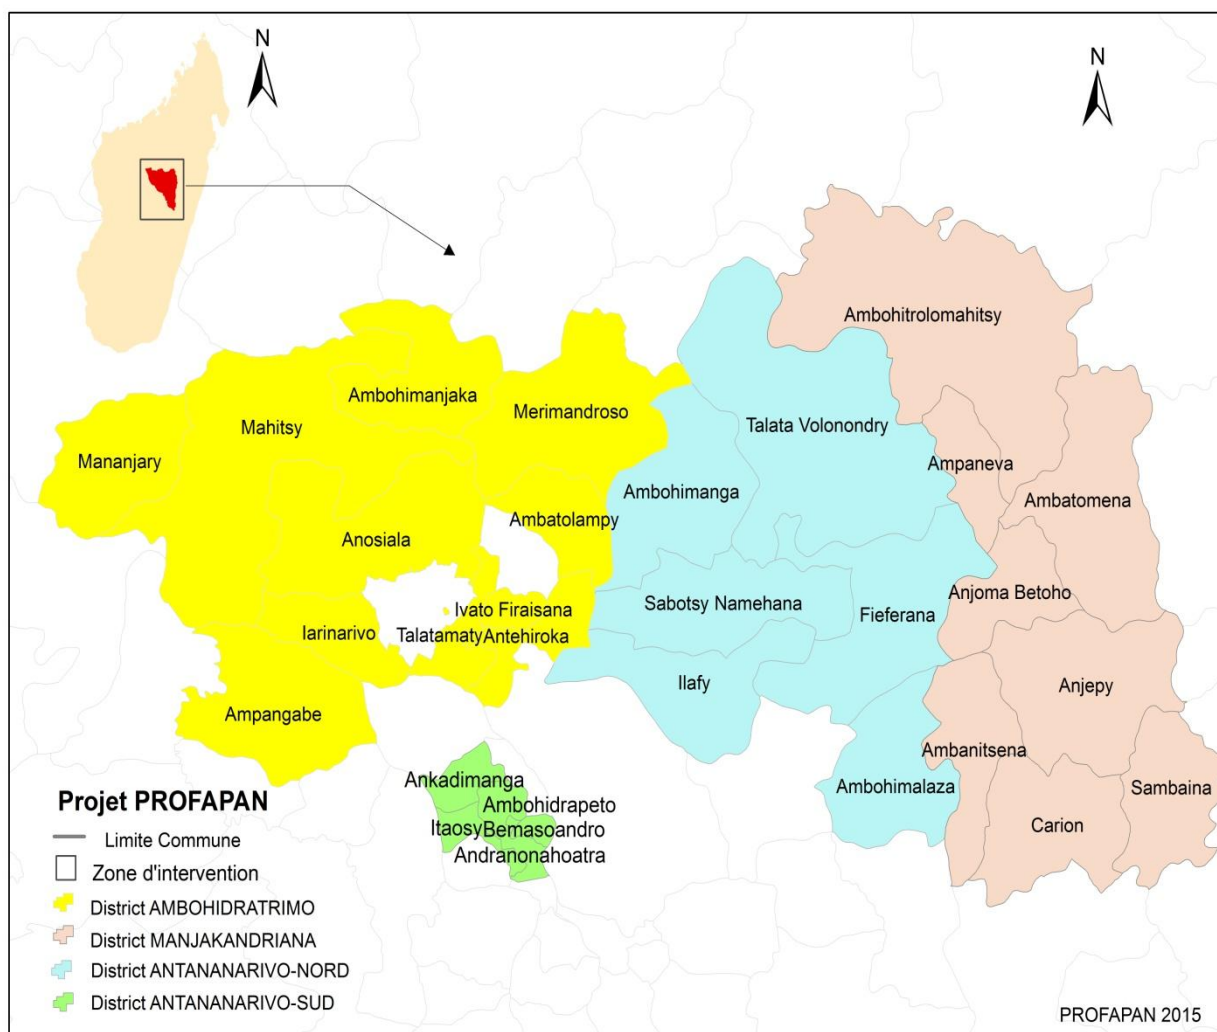 N
N
Ambohitrolomahitsy
Ambohimanjaka
Merimandroso
Mahitsy
Talata Volonondry
Mananjary
Ampaneva
Ambohimanga
Ambatomena
Ambatolampy
Anosiala
Anjoma Betoho
Sabotsy Namehana
Ivato Firaisana
Fieferana
Iarinarivo
Talatamaty
Antehiroka
Ilafy
Anjepy
Ampangabe
Ambanitsena
Ankadimanga
Ambohimalaza
Sambaina
Ambohidrapeto
Itaosy
Bemasoandro
Carion
Andranonahoatra
Projet PROFAPAN
Limite Commune
Zone d'intervention
District AMBOHIDRATRIMO
District MANJAKANDRIANA
District ANTANANARIVO-NORD
District ANTANANARIVO-SUD
PROFAPAN 2015